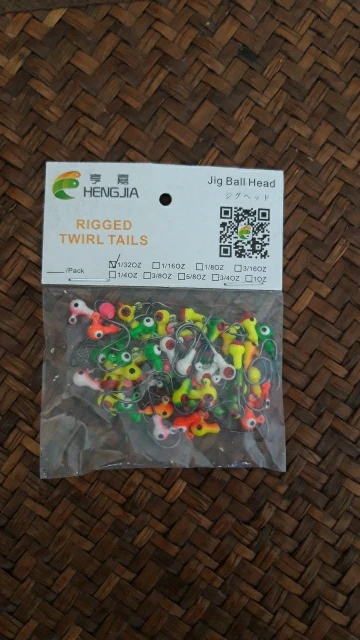 亨嘉
HENGJIA
Jig Ball Head
ジグヘッド
RIGGED
TWIRL TAILS
1/32OZ 1/16OZ 1/8OZ 3/16OZ
/Pack 1/4OZ 3/8OZ 5/8OZ 3/4OZ 1OZ